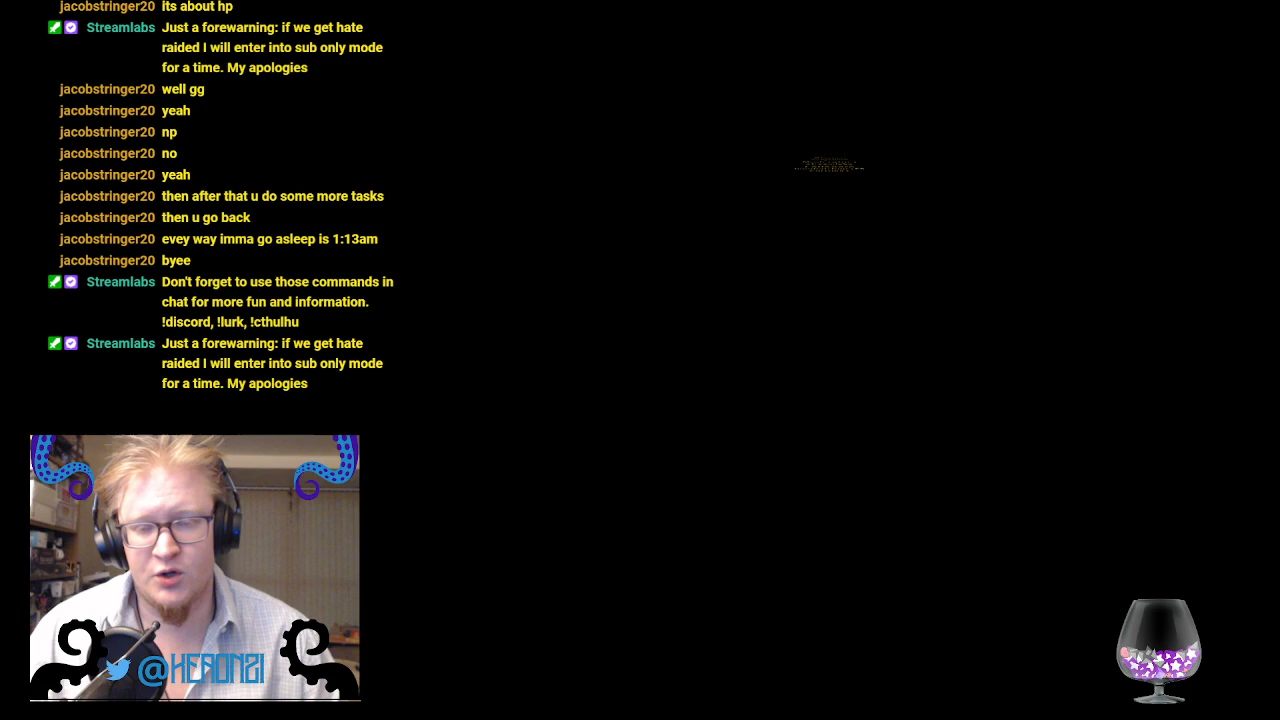 jacobstringer20 its about hp
Streamlabs Just a forewarning: if we get hate
raided I will enter into sub only mode
for a time. My apologies
jacobstringer20 well gg
jacobstringer20 yeah
jacobstringer20 np
jacobstringer20 no
jacobstringer20 yeah
jacobstringer20 then after that u do some more tasks
jacobstringer20 then u go back
jacobstringer20 evey way imma go asleep is 1:13am
jacobstringer20 byee
Streamlabs Don't forget to use those commands in
chat for more fun and information.
!discord, !lurk, !cthulhu
Streamlabs Just a forewarning: if we get hate
raided I will enter into sub only mode
for a time. My apologies